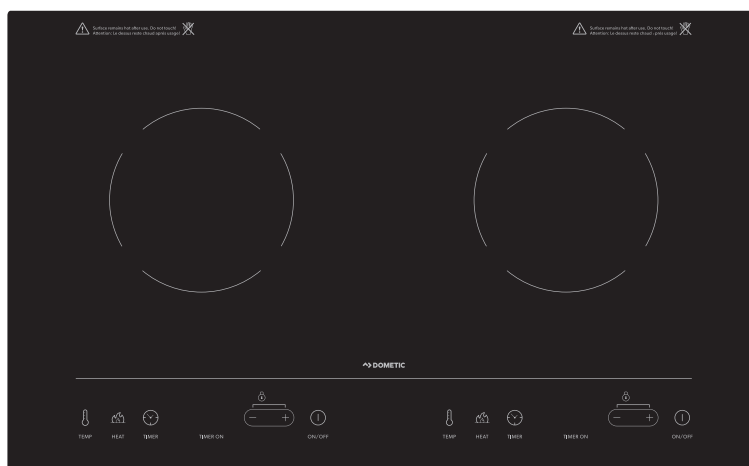 Surface remains hot after use. Do not touch!
Attention: Le dessus reste chaud après usage!
Surface remains hot after use. Do not touch!
Attention: Le dessus reste chaud après usage!
DOMETIC
TEMP HEAT TIMER TIMER ON ON/OFF
TEMP HEAT TIMER TIMER ON ON/OFF